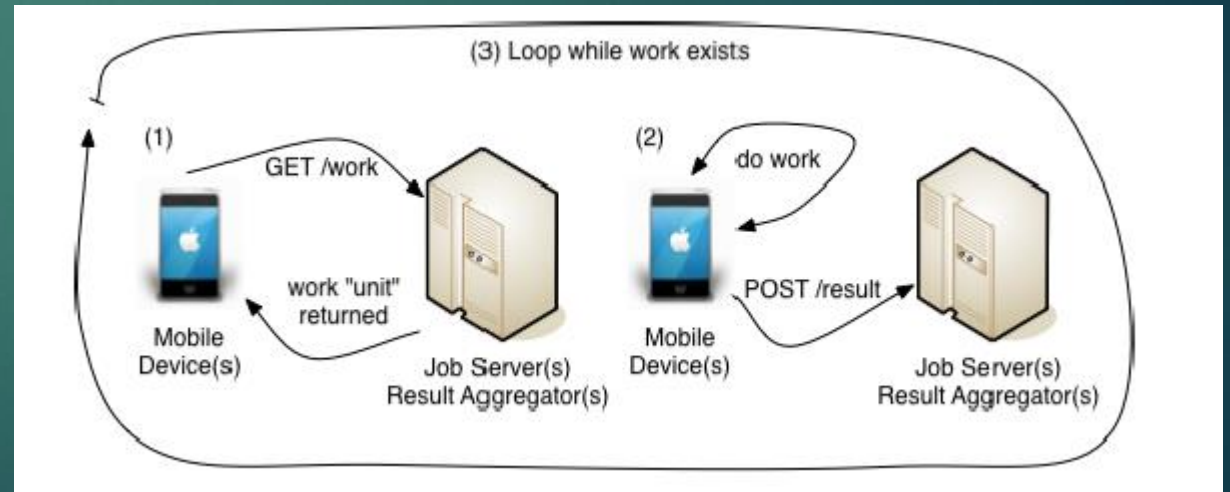 (3) Loop while work exists
(1)
GET /work
work "unit"
returned
Mobile
Device(s)
Job Server(s)
Result Aggregator(s)
(2)
do work
POST /result
Mobile
Device(s)
Job Server(s)
Result Aggregator(s)